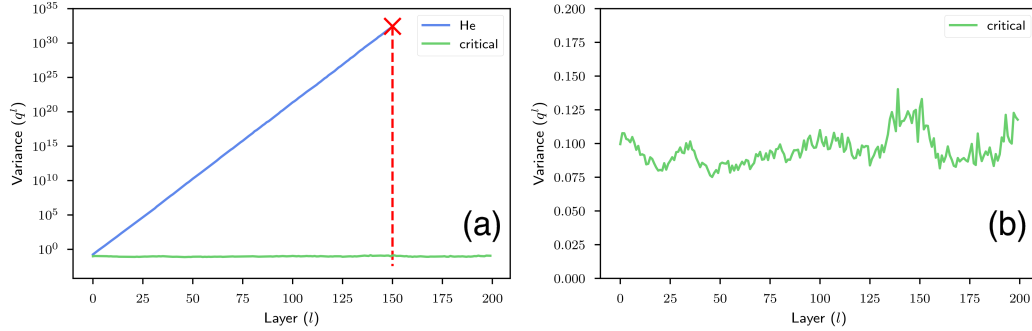 10^35
10^30
10^25
10^20
10^15
10^10
10^5
10^0
Variance (q^l)
He
critical
(a)
0 25 50 75 100 125 150 175 200
Layer (l)
0.200
0.175
0.150
0.125
0.100
0.075
0.050
0.025
0.000
Variance (q^l)
critical
(b)
0 25 50 75 100 125 150 175 200
Layer (l)